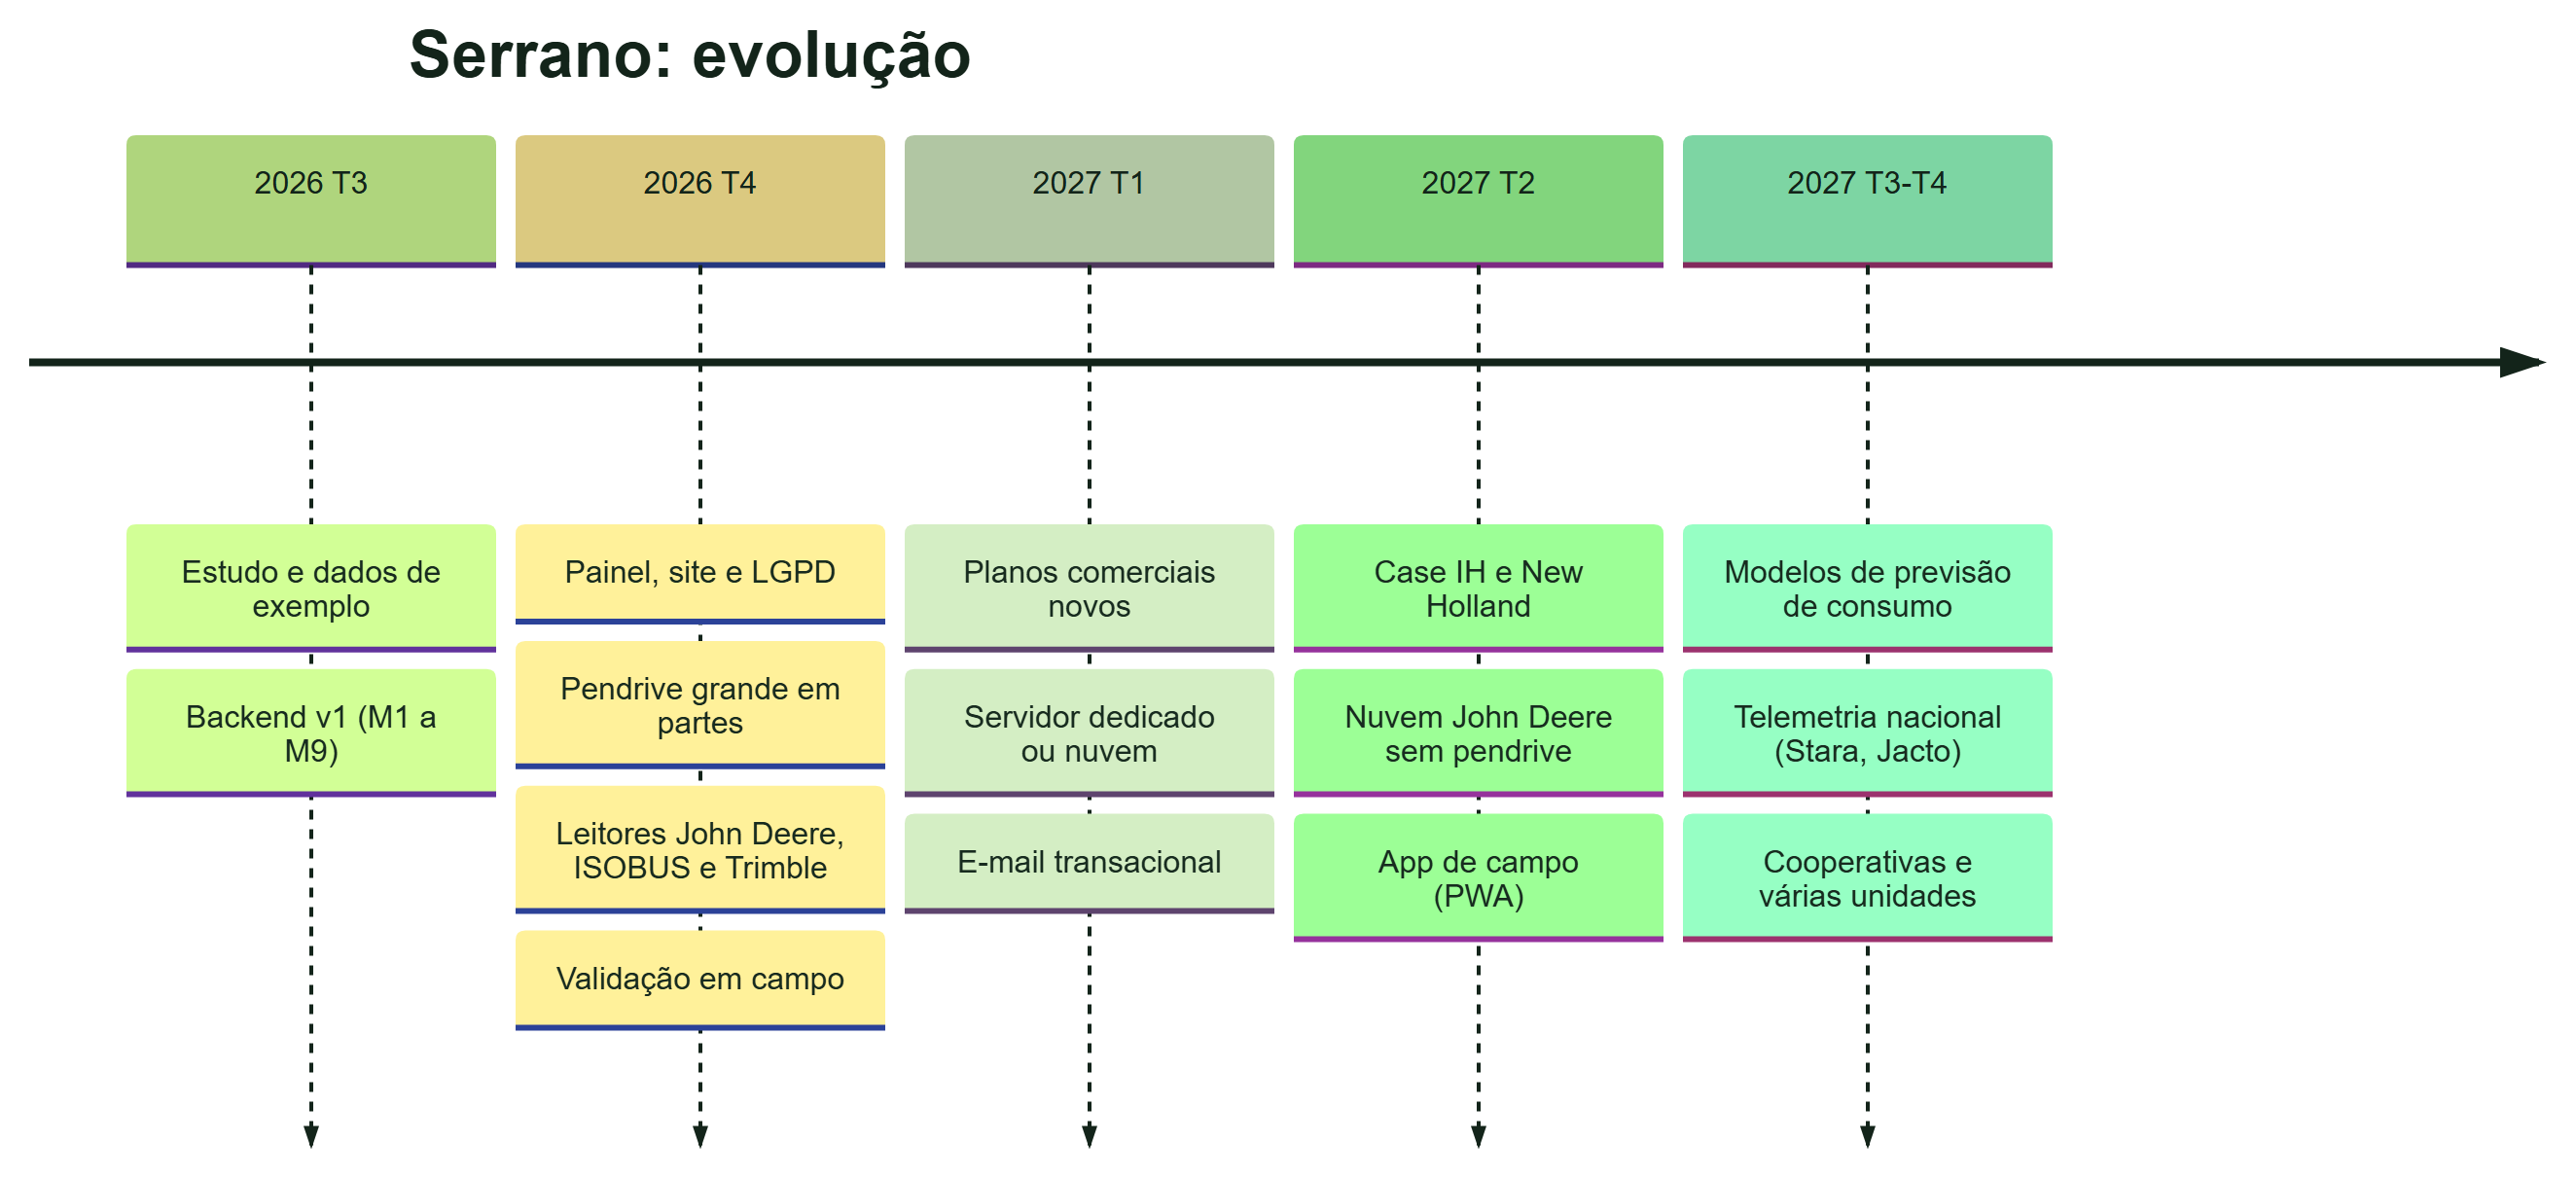 Serrano: evolução
2026 T3
2026 T4
2027 T1
2027 T2
2027 T3-T4
Estudo e dados de
exemplo
Backend v1 (M1 a
M9)
Painel, site e LGPD
Pendrive grande em
partes
Leitores John Deere,
ISOBUS e Trimble
Validação em campo
Planos comerciais
novos
Servidor dedicado
ou nuvem
E-mail transacional
Case IH e New
Holland
Nuvem John Deere
sem pendrive
App de campo
(PWA)
Modelos de previsão
de consumo
Telemetria nacional
(Stara, Jacto)
Cooperativas e
várias unidades